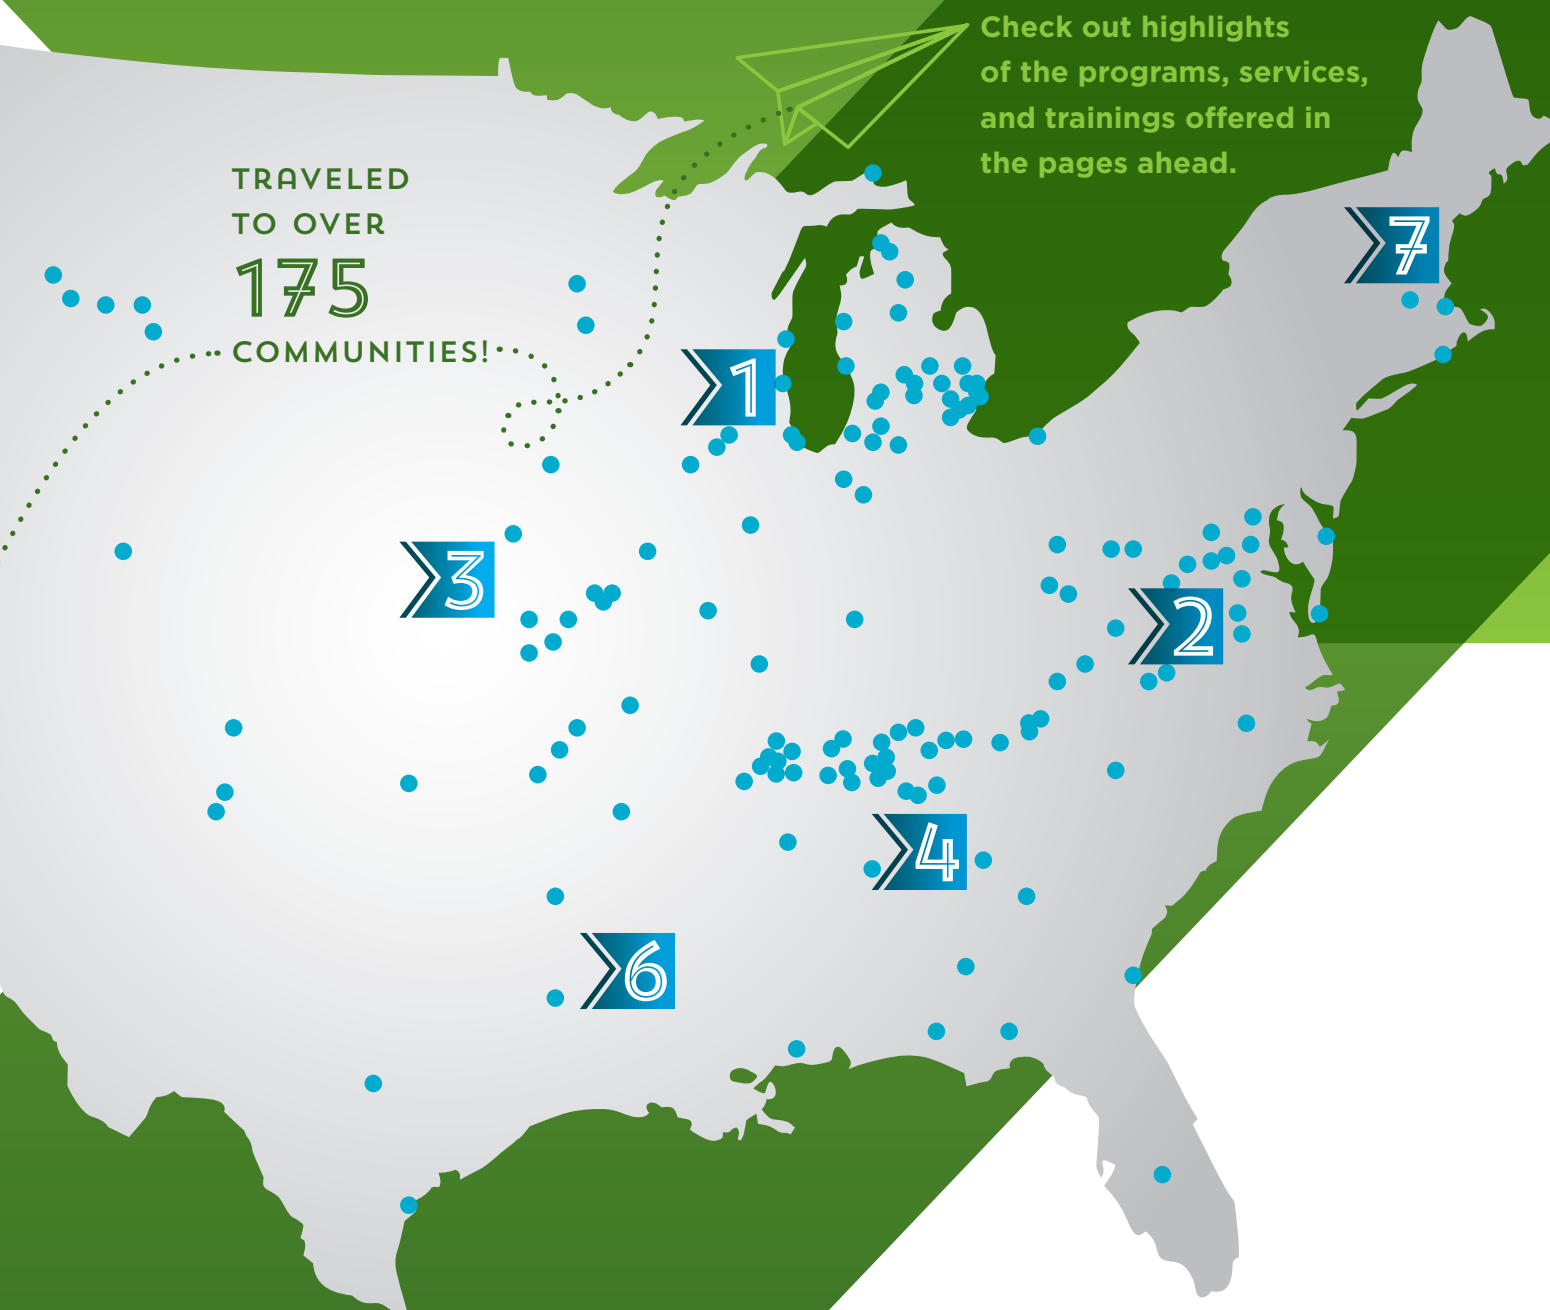 Check out highlights
of the programs, services,
and trainings offered in
the pages ahead.
TRAVELED
TO OVER
175
COMMUNITIES!
7
1
3
2
4
6